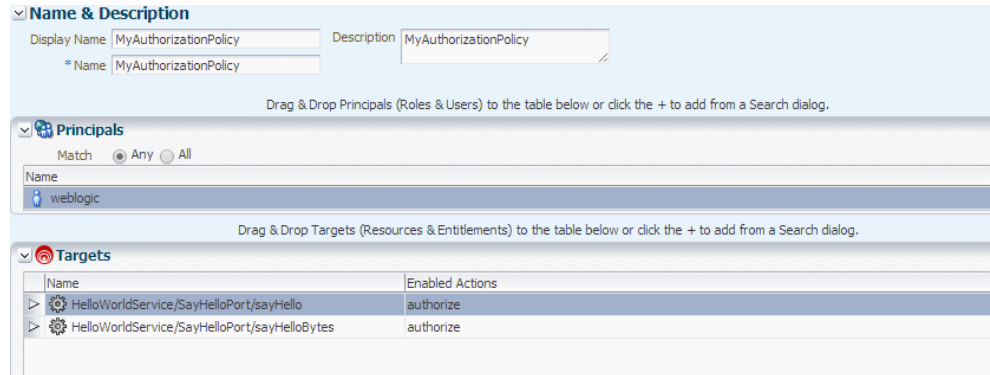 Name & Description
Display Name MyAuthorizationPolicy Description MyAuthorizationPolicy
* Name MyAuthorizationPolicy
Drag & Drop Principals (Roles & Users) to the table below or click the + to add from a Search dialog.
Principals
Match Any All
Name
weblogic
Drag & Drop Targets (Resources & Entitlements) to the table below or click the + to add from a Search dialog.
Targets
Name Enabled Actions
HelloWorldService/SayHelloPort/sayHello authorize
HelloWorldService/SayHelloPort/sayHelloBytes authorize